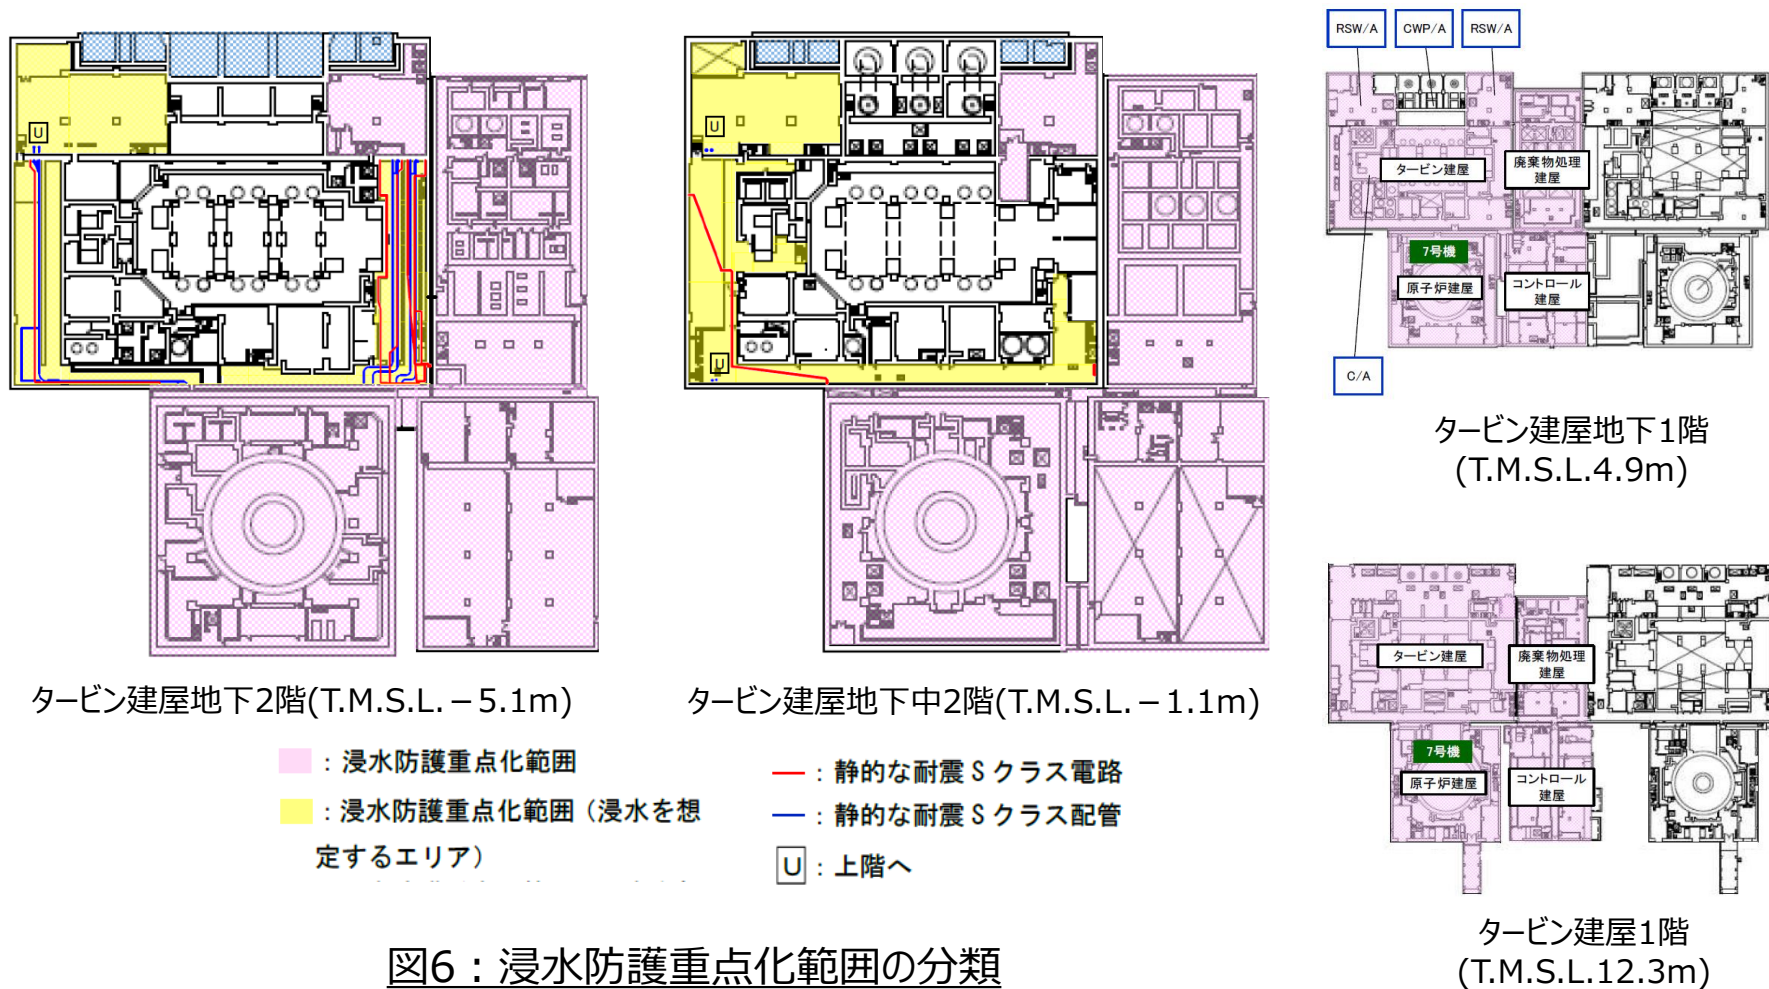 RSW/A
CWP/A
RSW/A
タービン建屋
廃棄物処理
建屋
7号機
原子炉建屋
コントロール
建屋
C/A
タービン建屋地下1階
(T.M.S.L.4.9m)
U
U
U
タービン建屋地下2階(T.M.S.L.－5.1m)
タービン建屋地下中2階(T.M.S.L.－1.1m)
：浸水防護重点化範囲
：浸水防護重点化範囲（浸水を想
定するエリア）
：静的な耐震Sクラス電路
：静的な耐震Sクラス配管
U：上階へ
タービン建屋
廃棄物処理
建屋
7号機
原子炉建屋
コントロール
建屋
タービン建屋1階
(T.M.S.L.12.3m)
図6：浸水防護重点化範囲の分類